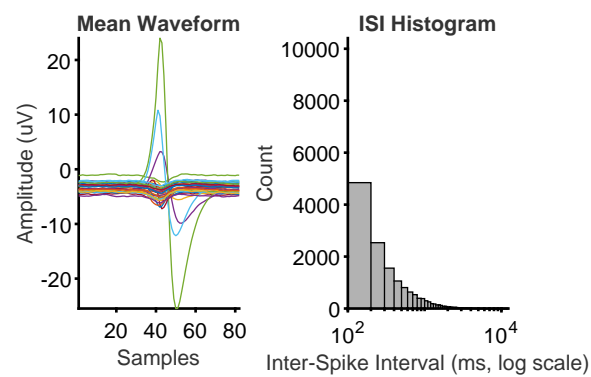 Mean Waveform
20
10
0
-10
-20
Amplitude (uV)
20 40 60 80
Samples
ISI Histogram
10000
8000
6000
4000
2000
0
Count
10^2 10^4
Inter-Spike Interval (ms, log scale)